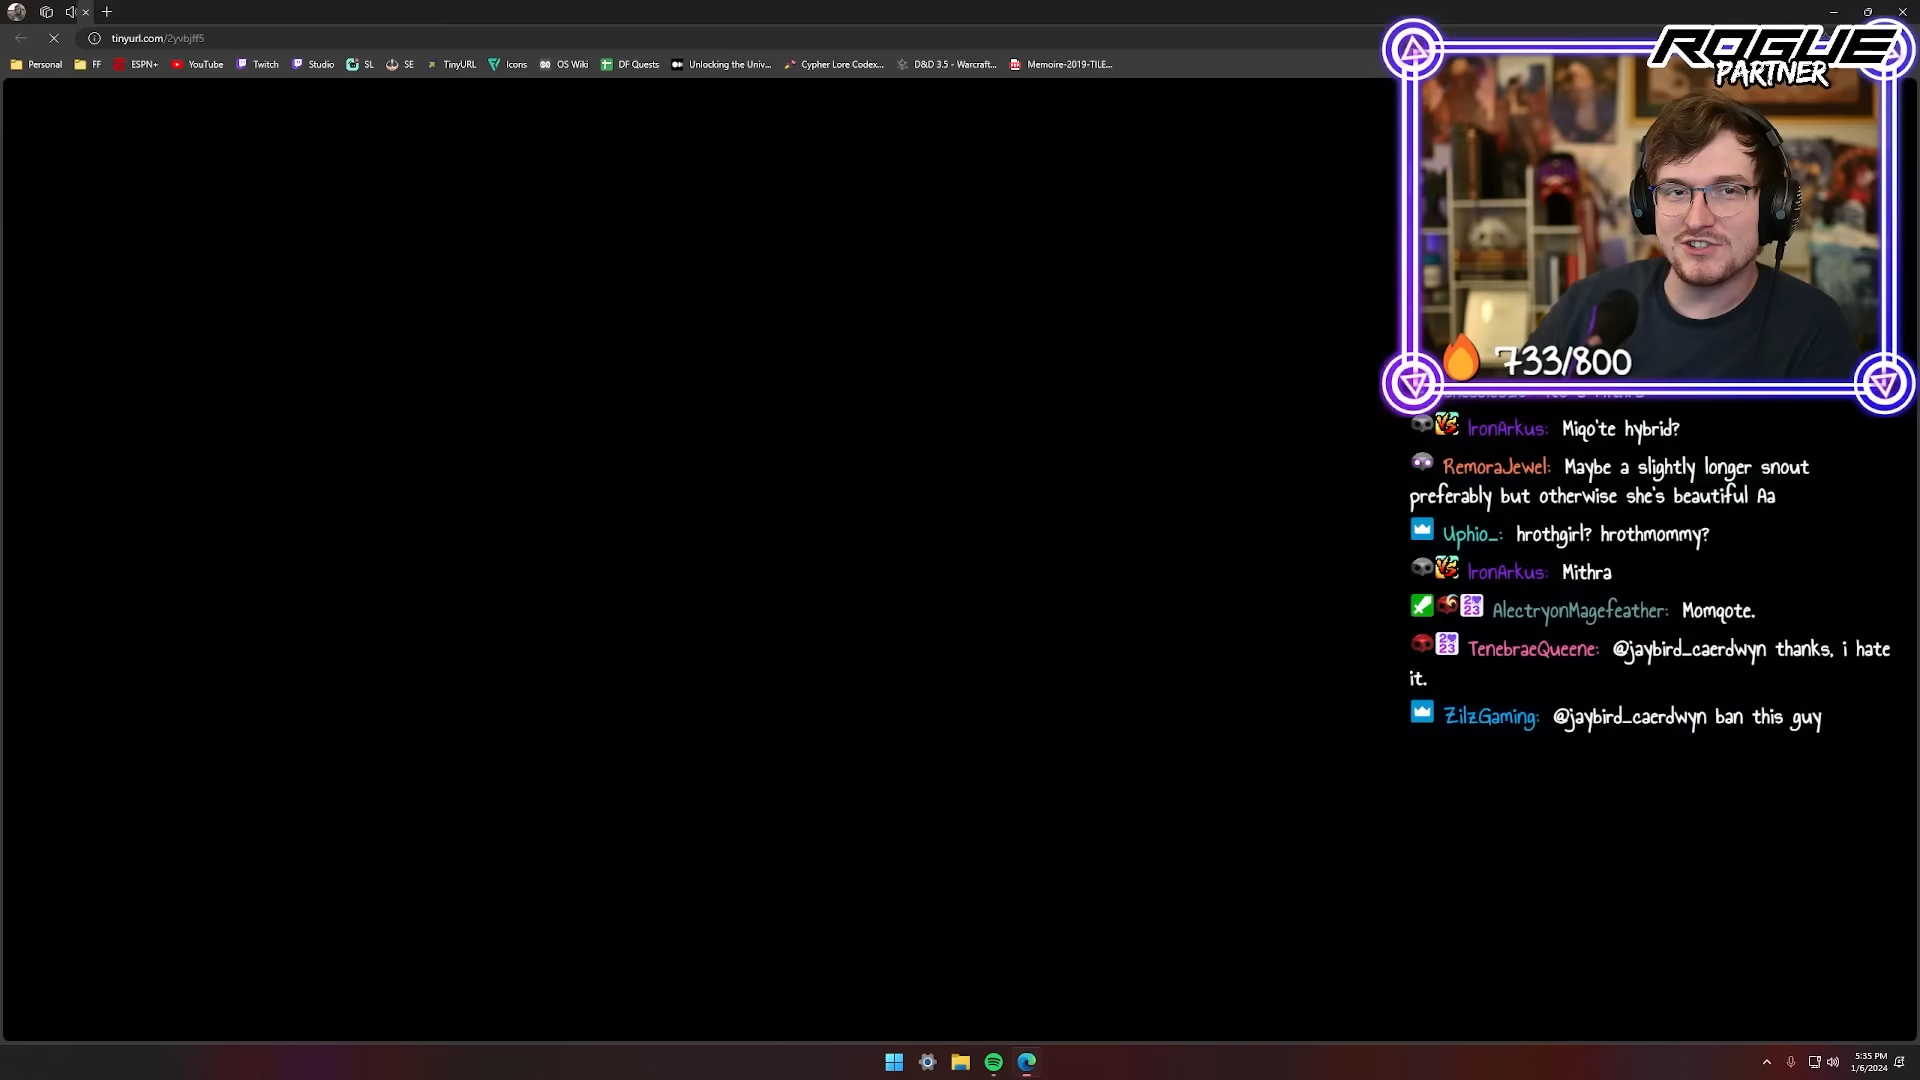 tinyurl.com/2yvbjff5
Personal FF ESPN+ YouTube Twitch Studio SL SE TinyURL Icons OS Wiki DF Quests Unlocking the Univ... Cypher Lore Codex... D&D 3.5 - Warcraft... Memoire-2019-TILE...
ROGUE
PARTNER
733/800
IronArkus: Miqo'te hybrid?
RemoraJewel: Maybe a slightly longer snout
preferably but otherwise she's beautiful Aa
Uphio_: hrothgirl? hrothmommy?
IronArkus: Mithra
AlectryonMagefeather: Momqote.
TenebraeQueene: @jaybird_caerdwyn thanks, i hate
it.
ZilzGaming: @jaybird_caerdwyn ban this guy
5:35 PM
1/6/2024